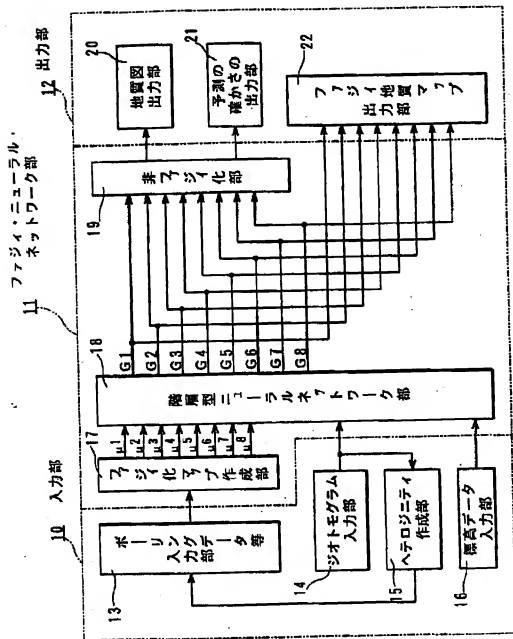 10 入力部
11 ファジィ・ニューラル・
ネットワーク部
12 出力部
13
ボーリングデータ等
入力部
14
ジオトモグラム
入力部
15
ヘテロジニティ
作成部
16
標高データ
入力部
17
ファジィ化マップ作成部
μ1
μ2
μ3
μ4
μ5
μ6
μ7
μ8
18
階層型ニューラルネットワーク部
G1
G2
G3
G4
G5
G6
G7
G8
19
非ファジィ化部
20
地質図
出力部
21
予測の
確かさの
出力部
22
ファジィ地質マップ
出力部